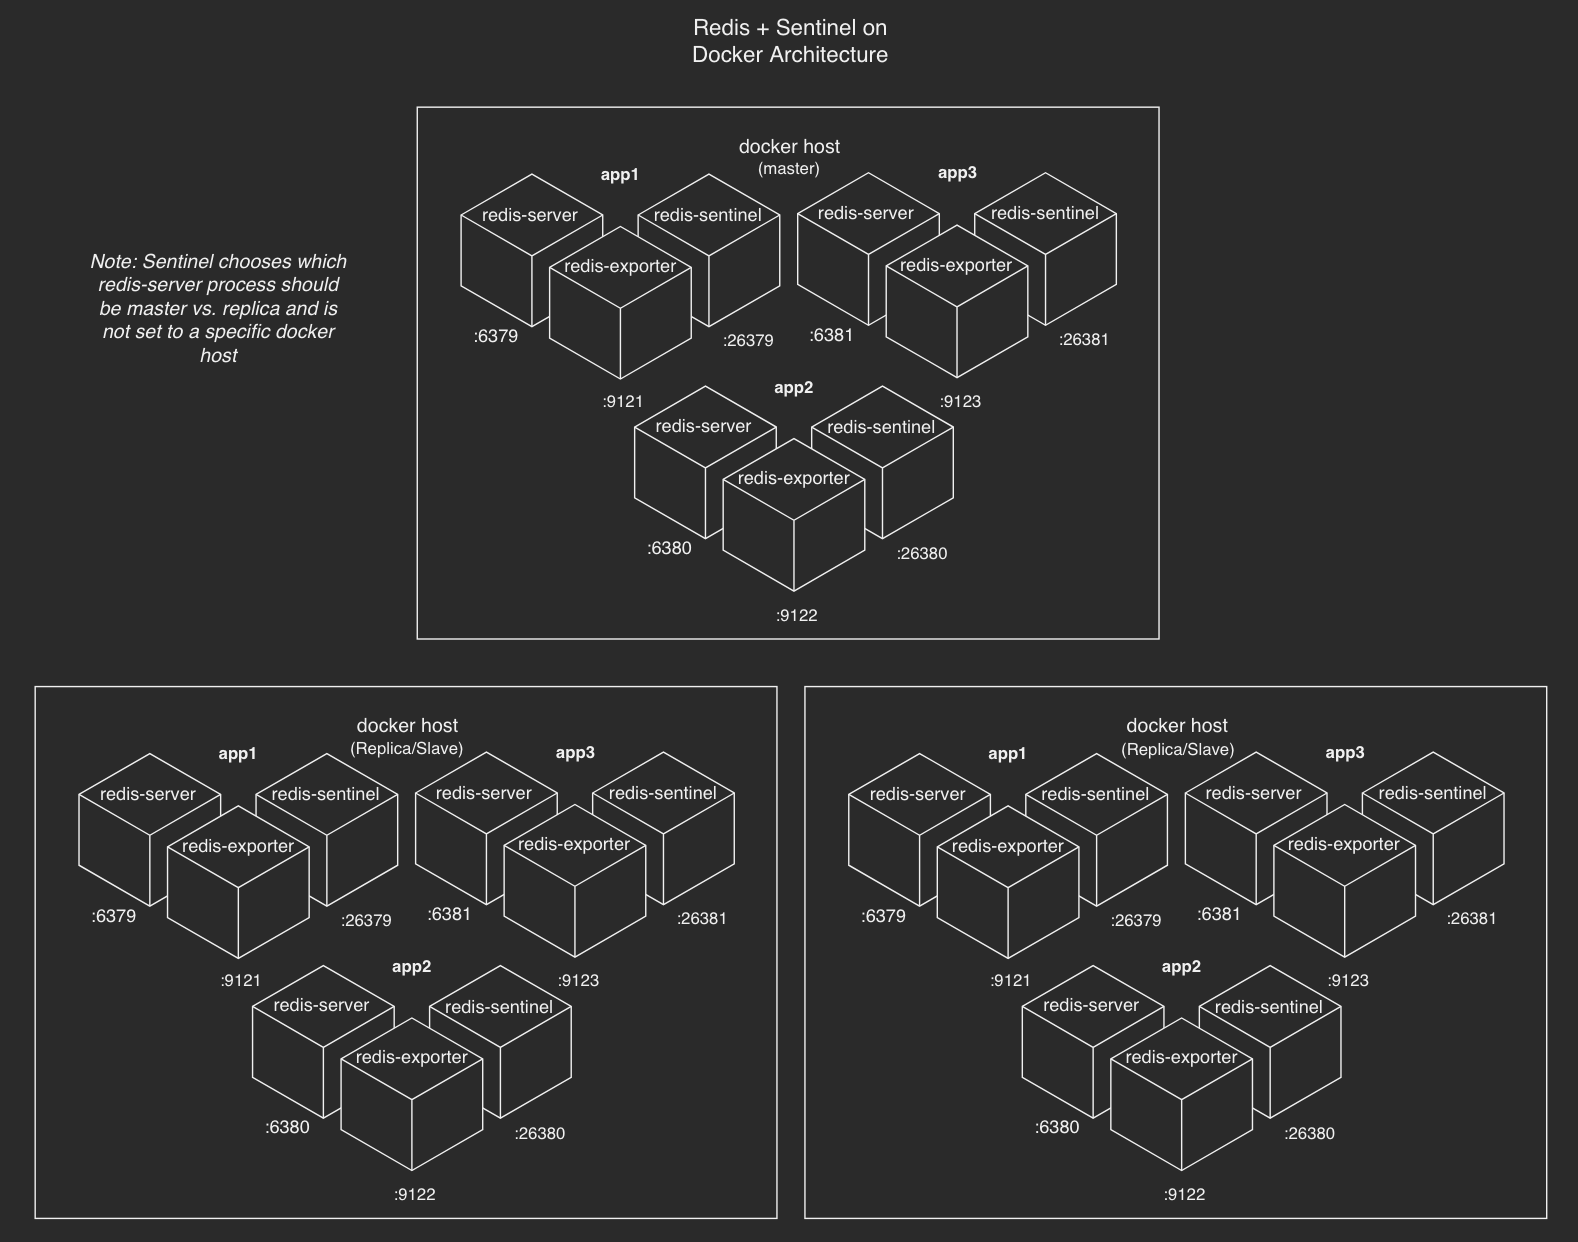 Redis + Sentinel on
Docker Architecture
docker host
(master)
app1
app3
redis-server
redis-sentinel
redis-server
redis-sentinel
redis-exporter
redis-exporter
:6379
:26379
:6381
:26381
:9121
:9123
app2
redis-server
redis-sentinel
redis-exporter
:6380
:26380
:9122
Note: Sentinel chooses which
redis-server process should
be master vs. replica and is
not set to a specific docker
host
docker host
(Replica/Slave)
app1
app3
redis-server
redis-sentinel
redis-server
redis-sentinel
redis-exporter
redis-exporter
:6379
:26379
:6381
:26381
:9121
:9123
app2
redis-server
redis-sentinel
redis-exporter
:6380
:26380
:9122
docker host
(Replica/Slave)
app1
app3
redis-server
redis-sentinel
redis-server
redis-sentinel
redis-exporter
redis-exporter
:6379
:26379
:6381
:26381
:9121
:9123
app2
redis-server
redis-sentinel
redis-exporter
:6380
:26380
:9122